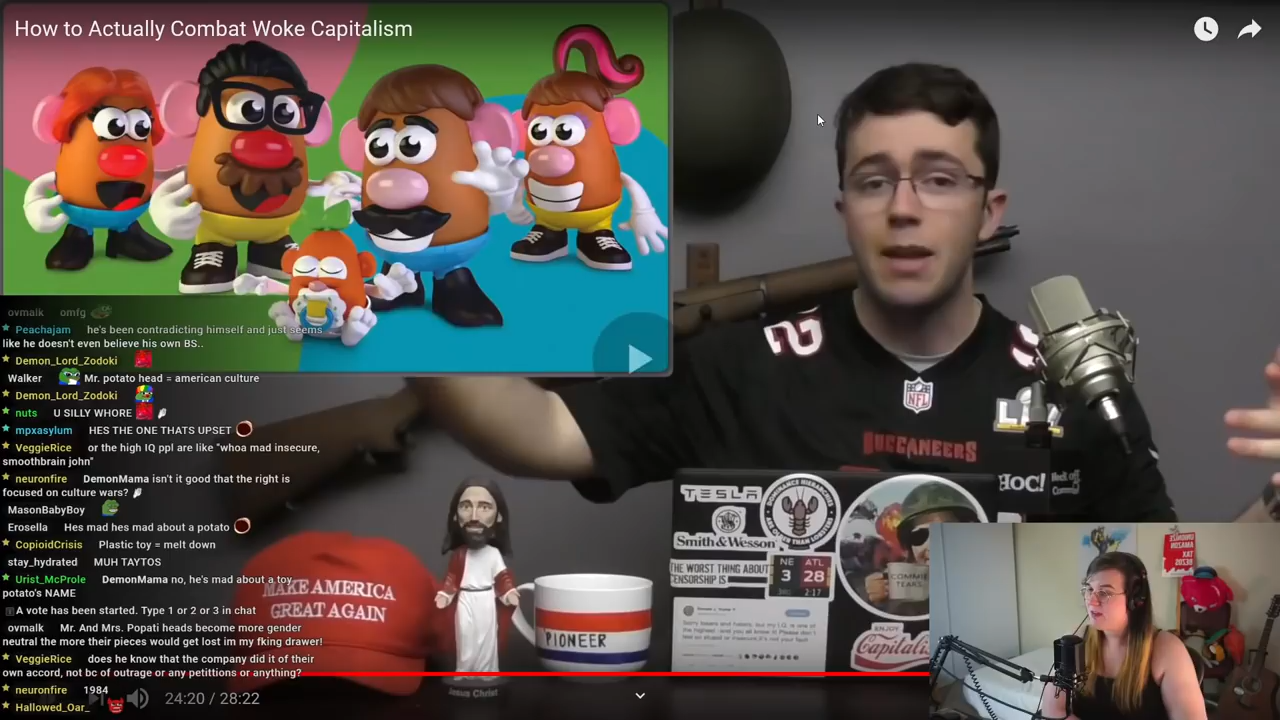 How to Actually Combat Woke Capitalism
ovmalk omfg
Peachajam he's been contradicting himself and just seems
like he doesn't even believe his own BS..
Demon_Lord_Zodoki
Walker Mr. potato head = american culture
Demon_Lord_Zodoki
nuts U SILLY WHORE
mpxasylum HES THE ONE THATS UPSET
VeggieRice or the high IQ ppl are like "whoa mad insecure,
smoothbrain john"
neuronfire DemonMama isn't it good that the right is
focused on culture wars?
MasonBabyBoy
Erosella Hes mad hes mad about a potato
CopioidCrisis Plastic toy = melt down
stay_hydrated MUH TAYTOS
Urist_McProle DemonMama no, he's mad about a toy
potato's NAME
A vote has been started. Type 1 or 2 or 3 in chat
ovmalk Mr. And Mrs. Popati heads become more gender
neutral the more their pieces would get lost im my fking drawer!
VeggieRice does he know that the company did it of their
own accord, not bc of outrage or any petitions or anything?
neuronfire 1984
Hallowed_Oar_
24:20 / 28:22
MAKE AMERICA
GREAT AGAIN
Jesus Christ
PIONEER
NFL
BUCCANEERS
TESLA
Smith&Wesson
THE WORST THING ABOUT
CENSORSHIP IS
NE ATL
3 28
2:17
COMMIE
TEARS
ENJOY